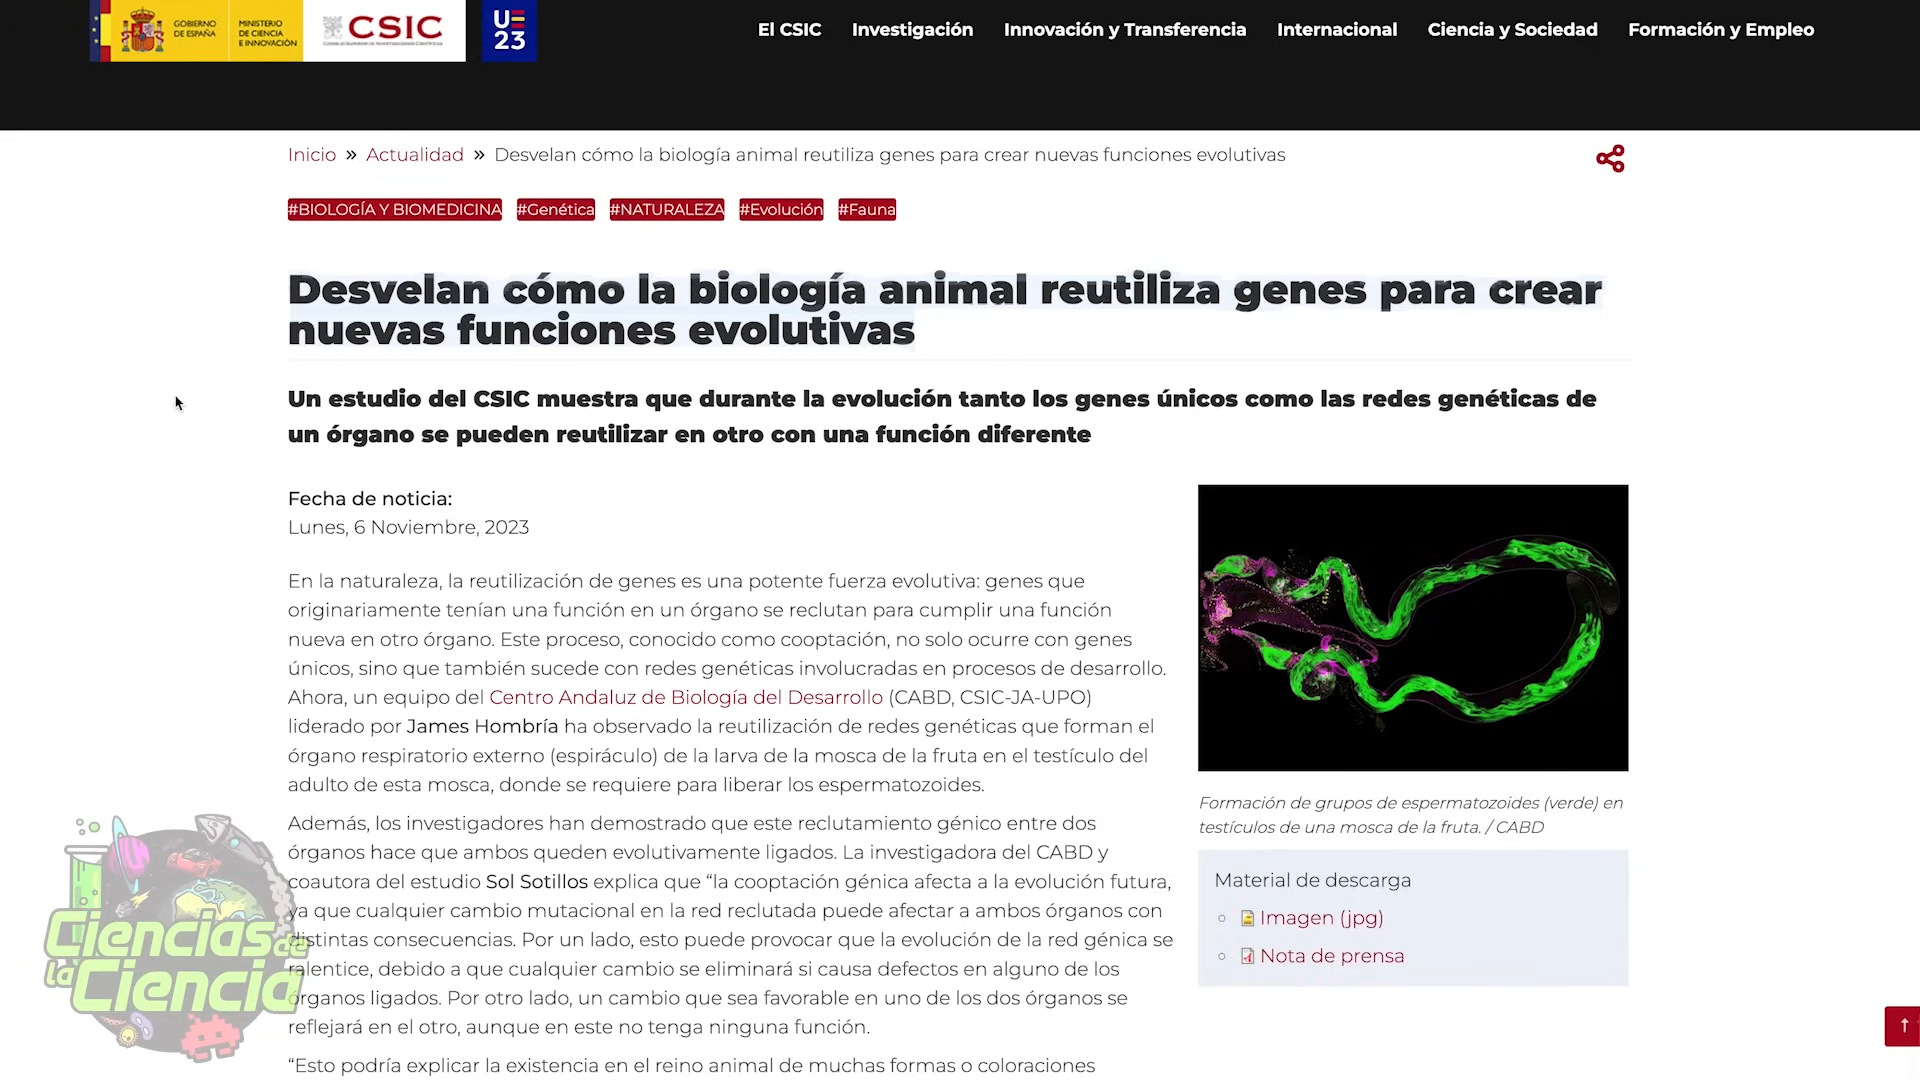 GOBIERNO
DE ESPAÑA
MINISTERIO
DE CIENCIA
E INNOVACIÓN
CSIC
CONSEJO SUPERIOR DE INVESTIGACIONES CIENTÍFICAS
UE
23
El CSIC Investigación Innovación y Transferencia Internacional Ciencia y Sociedad Formación y Empleo
Inicio » Actualidad » Desvelan cómo la biología animal reutiliza genes para crear nuevas funciones evolutivas
#BIOLOGÍA Y BIOMEDICINA #Genética #NATURALEZA #Evolución #Fauna
Desvelan cómo la biología animal reutiliza genes para crear
nuevas funciones evolutivas
Un estudio del CSIC muestra que durante la evolución tanto los genes únicos como las redes genéticas de
un órgano se pueden reutilizar en otro con una función diferente
Fecha de noticia:
Lunes, 6 Noviembre, 2023
En la naturaleza, la reutilización de genes es una potente fuerza evolutiva: genes que
originariamente tenían una función en un órgano se reclutan para cumplir una función
nueva en otro órgano. Este proceso, conocido como cooptación, no solo ocurre con genes
únicos, sino que también sucede con redes genéticas involucradas en procesos de desarrollo.
Ahora, un equipo del Centro Andaluz de Biología del Desarrollo (CABD, CSIC-JA-UPO)
liderado por James Hombría ha observado la reutilización de redes genéticas que forman el
órgano respiratorio externo (espiráculo) de la larva de la mosca de la fruta en el testículo del
adulto de esta mosca, donde se requiere para liberar los espermatozoides.
Además, los investigadores han demostrado que este reclutamiento génico entre dos
órganos hace que ambos queden evolutivamente ligados. La investigadora del CABD y
coautora del estudio Sol Sotillos explica que “la cooptación génica afecta a la evolución futura,
ya que cualquier cambio mutacional en la red reclutada puede afectar a ambos órganos con
distintas consecuencias. Por un lado, esto puede provocar que la evolución de la red génica se
ralentice, debido a que cualquier cambio se eliminará si causa defectos en alguno de los
órganos ligados. Por otro lado, un cambio que sea favorable en uno de los dos órganos se
reflejará en el otro, aunque en este no tenga ninguna función.
“Esto podría explicar la existencia en el reino animal de muchas formas o coloraciones
Formación de grupos de espermatozoides (verde) en
testículos de una mosca de la fruta. / CABD
Material de descarga
Imagen (jpg)
Nota de prensa
Ciencias de
la Ciencia